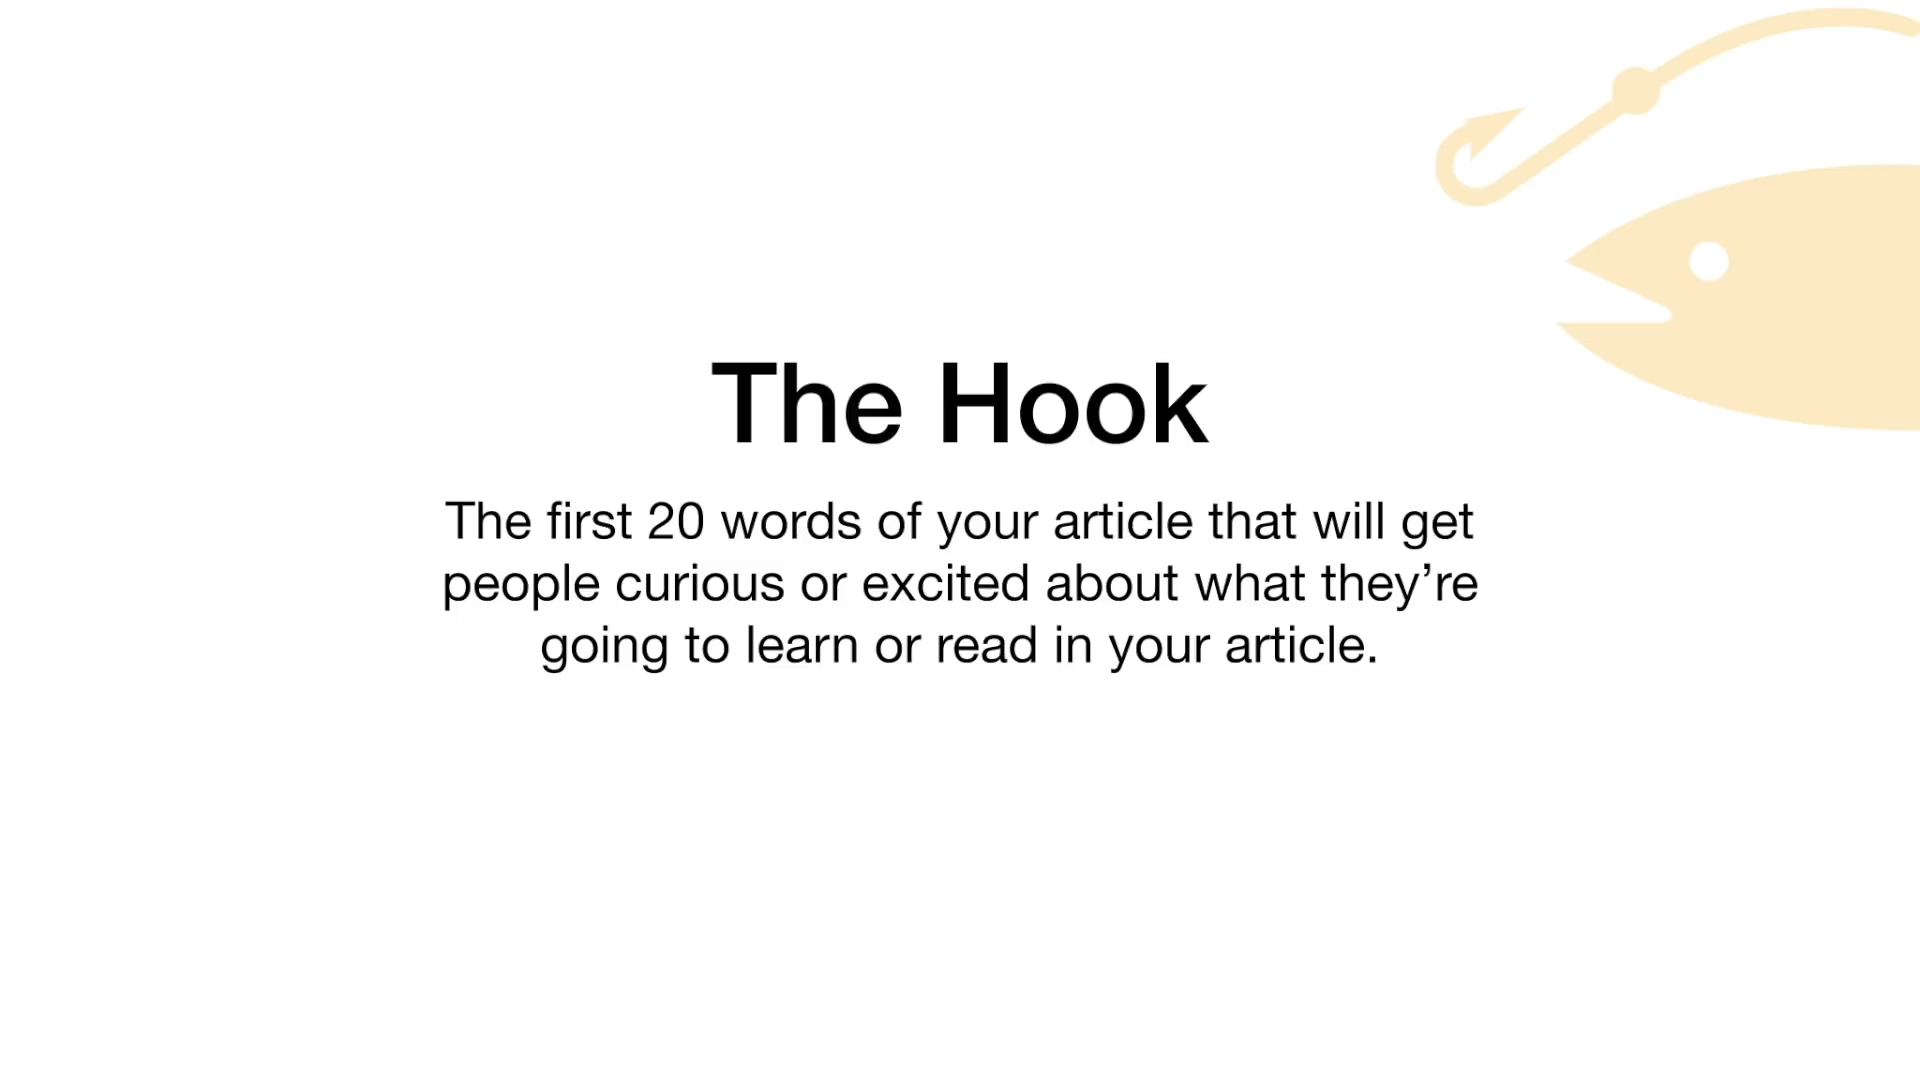 The Hook
The first 20 words of your article that will get
people curious or excited about what they’re
going to learn or read in your article.